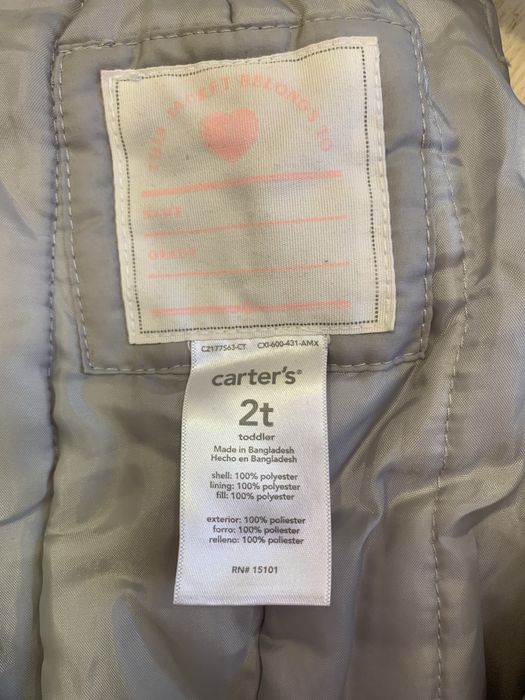 THIS JACKET BELONGS TO
NAME
GRADE
C2177563-CT CXI-600-431-AMX
carter's®
2t
toddler
Made in Bangladesh
Hecho en Bangladesh
shell: 100% polyester
lining: 100% polyester
fill: 100% polyester
exterior: 100% poliester
forro: 100% poliester
relleno: 100% poliester
RN# 15101